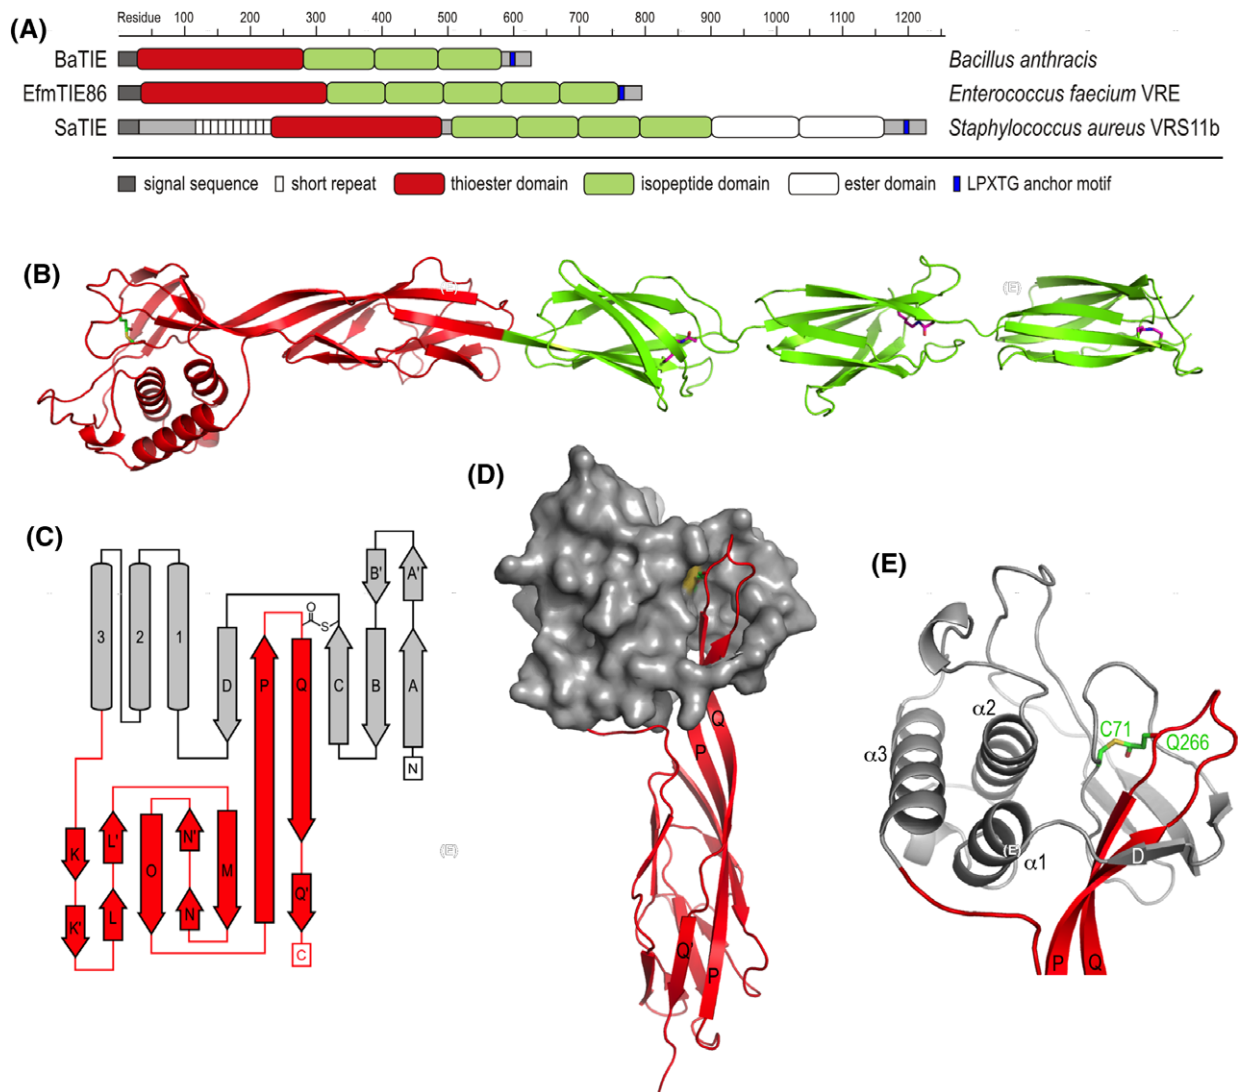 (A)
Residue 100 200 300 400 500 600 700 800 900 1000 1100 1200
BaTIE Bacillus anthracis
EfmTIE86 Enterococcus faecium VRE
SaTIE Staphylococcus aureus VRS11b
signal sequence short repeat thioester domain isopeptide domain ester domain LPXTG anchor motif
(B)
(E)
(E)
(D)
(C)
(E)
B' A'
O
S
3 2 1 D P Q C B A
N
K L' O N' M
K' L N Q'
C
Q
P
(E)
Q'
P
α2
C71
Q266
α3
(E)
α1
D
P Q